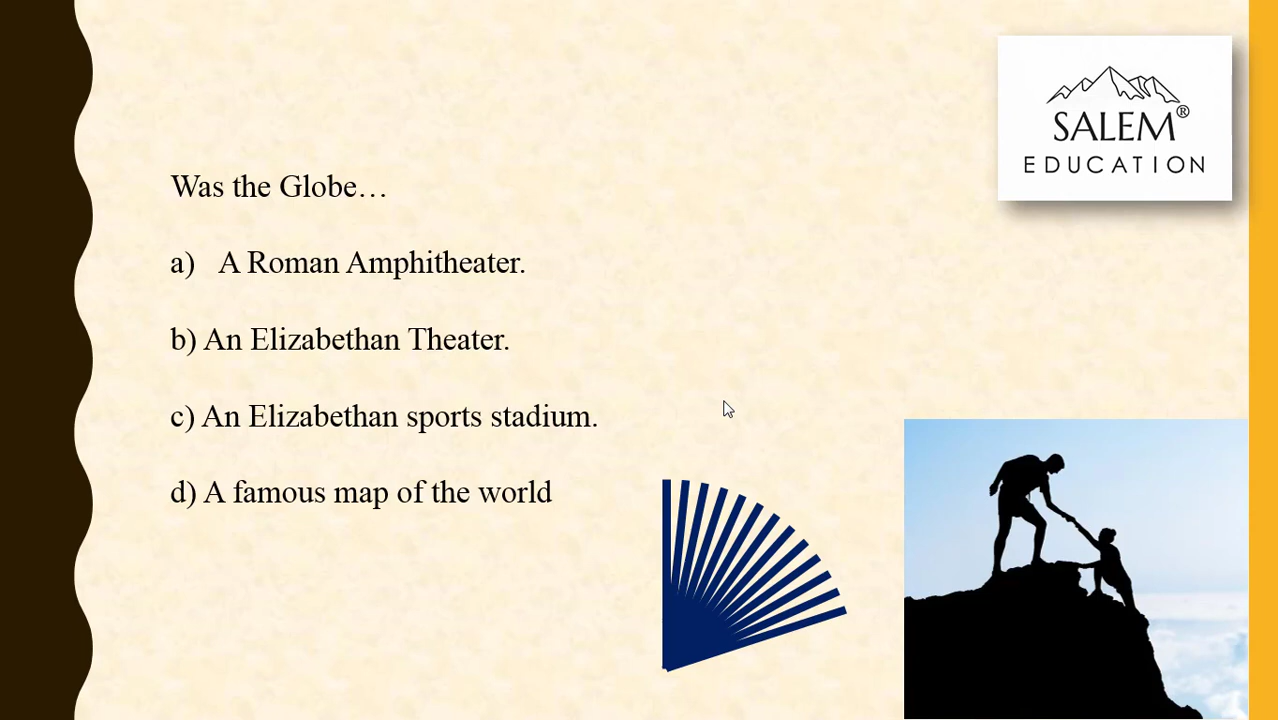 SALEM®
EDUCATION
Was the Globe…
a) A Roman Amphitheater.
b) An Elizabethan Theater.
c) An Elizabethan sports stadium.
d) A famous map of the world